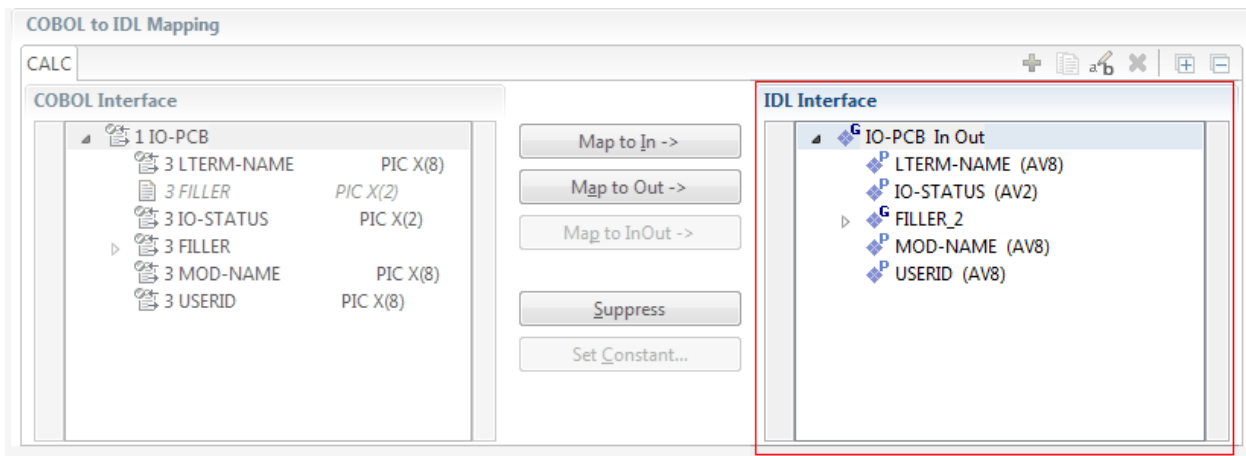 COBOL to IDL Mapping
CALC
COBOL Interface
1 IO-PCB
3 LTERM-NAME PIC X(8)
3 FILLER PIC X(2)
3 IO-STATUS PIC X(2)
3 FILLER
3 MOD-NAME PIC X(8)
3 USERID PIC X(8)
Map to In ->
Map to Out ->
Map to InOut ->
Suppress
Set Constant...
IDL Interface
G IO-PCB In Out
P LTERM-NAME (AV8)
P IO-STATUS (AV2)
G FILLER_2
P MOD-NAME (AV8)
P USERID (AV8)